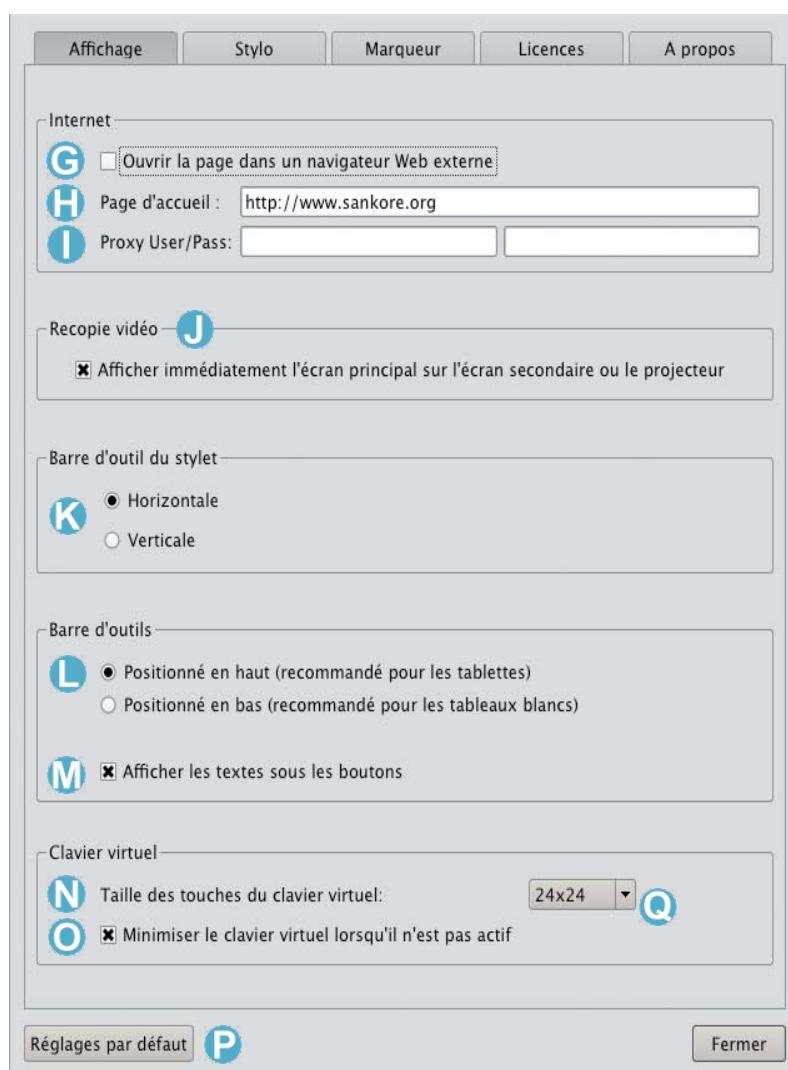 Affichage Stylo Marqueur Licences A propos
Internet
G Ouvrir la page dans un navigateur Web externe
H Page d'accueil : http://www.sankore.org
I Proxy User/Pass:
Recopie vidéo J
Afficher immédiatement l'écran principal sur l'écran secondaire ou le projecteur
Barre d'outil du stylet
Horizontale
K
Verticale
Barre d'outils
L Positionné en haut (recommandé pour les tablettes)
Positionné en bas (recommandé pour les tableaux blancs)
M Afficher les textes sous les boutons
Clavier virtuel
N Taille des touches du clavier virtuel: 24x24 Q
O Minimiser le clavier virtuel lorsqu'il n'est pas actif
Réglages par défaut P Fermer